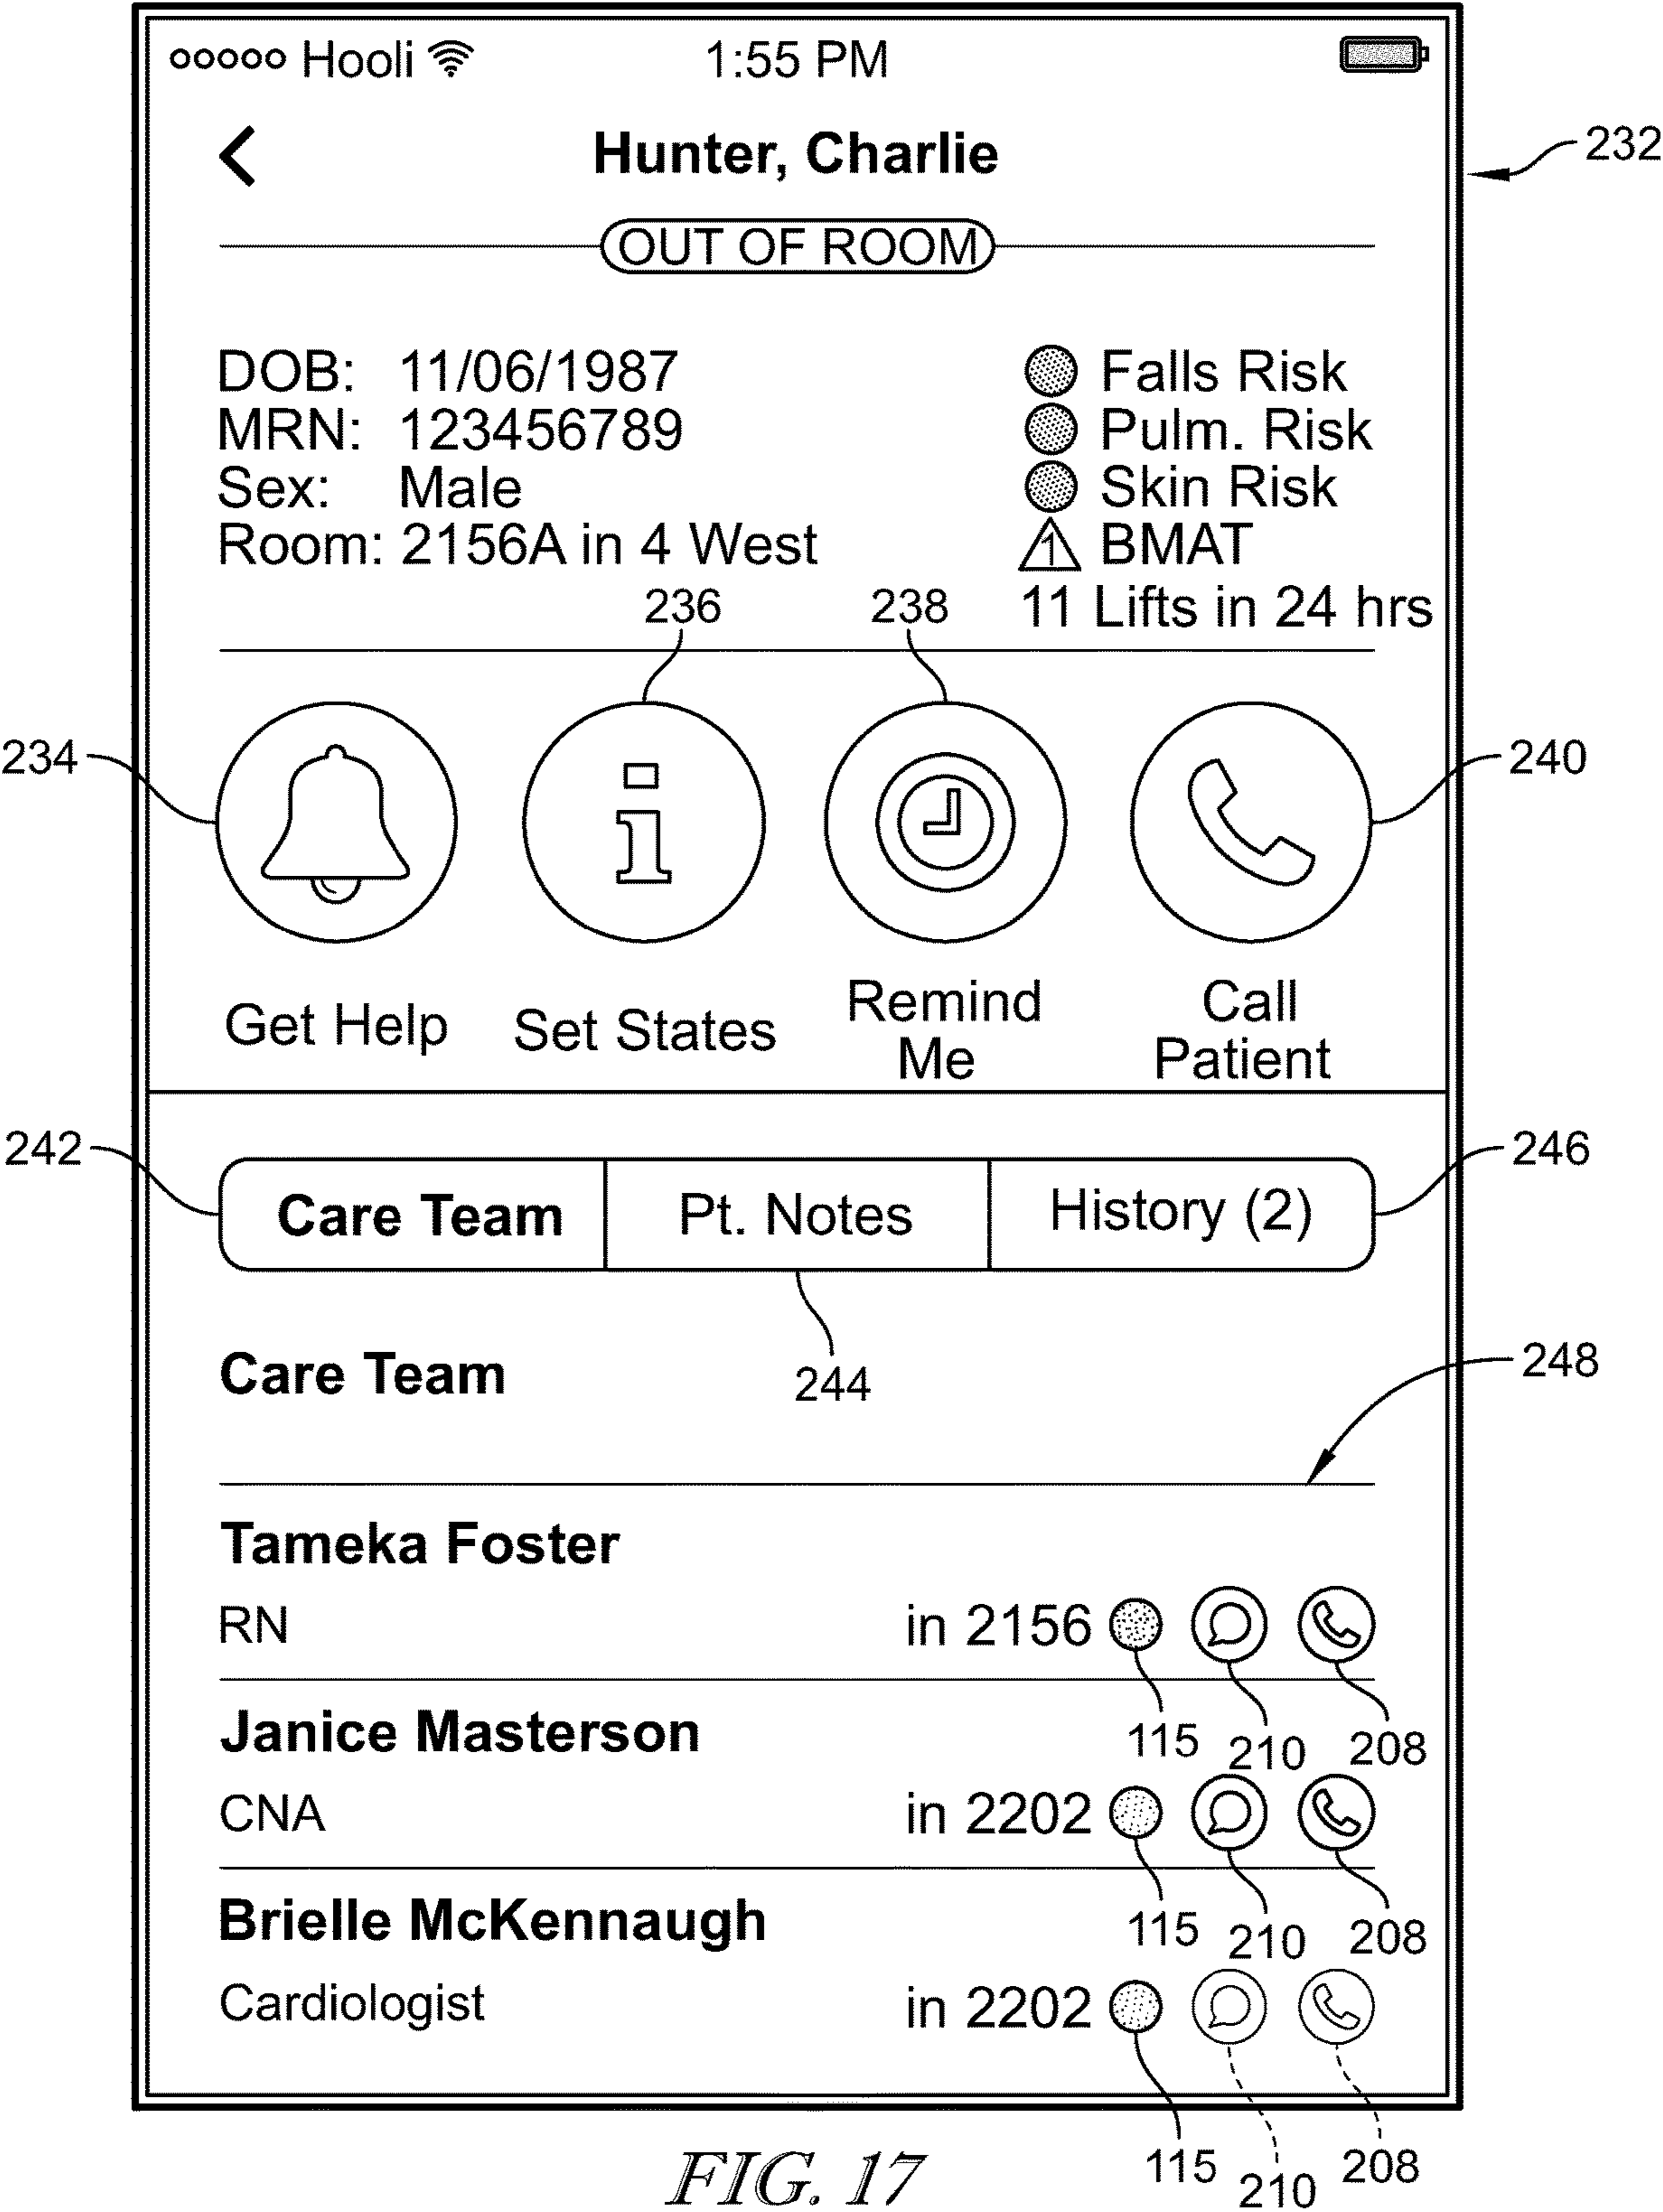 ooooo Hooli 1:55 PM
Hunter, Charlie
232
OUT OF ROOM
DOB: 11/06/1987
Falls Risk
MRN: 123456789
Pulm. Risk
Sex: Male
Skin Risk
Room: 2156A in 4 West
1 BMAT
236
238
11 Lifts in 24 hrs
234
i
240
Get Help
Set States
Remind
Me
Call
Patient
242
Care Team
Pt. Notes
History (2)
246
244
Care Team
248
Tameka Foster
RN
in 2156
115
210
208
Janice Masterson
CNA
in 2202
115
210
208
Brielle McKennaugh
Cardiologist
in 2202
115
210
208
FIG. 17